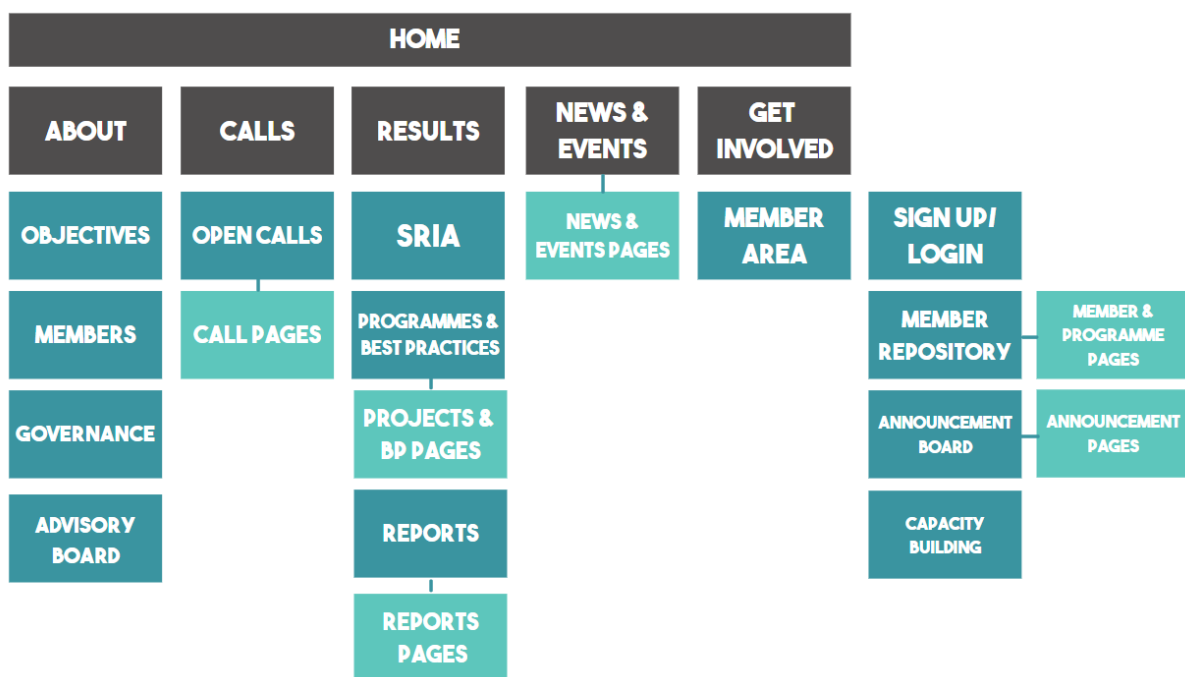 HOME
ABOUT
CALLS
RESULTS
NEWS &
EVENTS
GET
INVOLVED
OBJECTIVES
OPEN CALLS
SRIA
NEWS &
EVENTS PAGES
MEMBER
AREA
SIGN UP/
LOGIN
MEMBERS
CALL PAGES
PROGRAMMES &
BEST PRACTICES
MEMBER
REPOSITORY
MEMBER &
PROGRAMME
PAGES
GOVERNANCE
PROJECTS &
BP PAGES
ANNOUNCEMENT
BOARD
ANNOUNCEMENT
PAGES
ADVISORY
BOARD
REPORTS
CAPACITY
BUILDING
REPORTS
PAGES